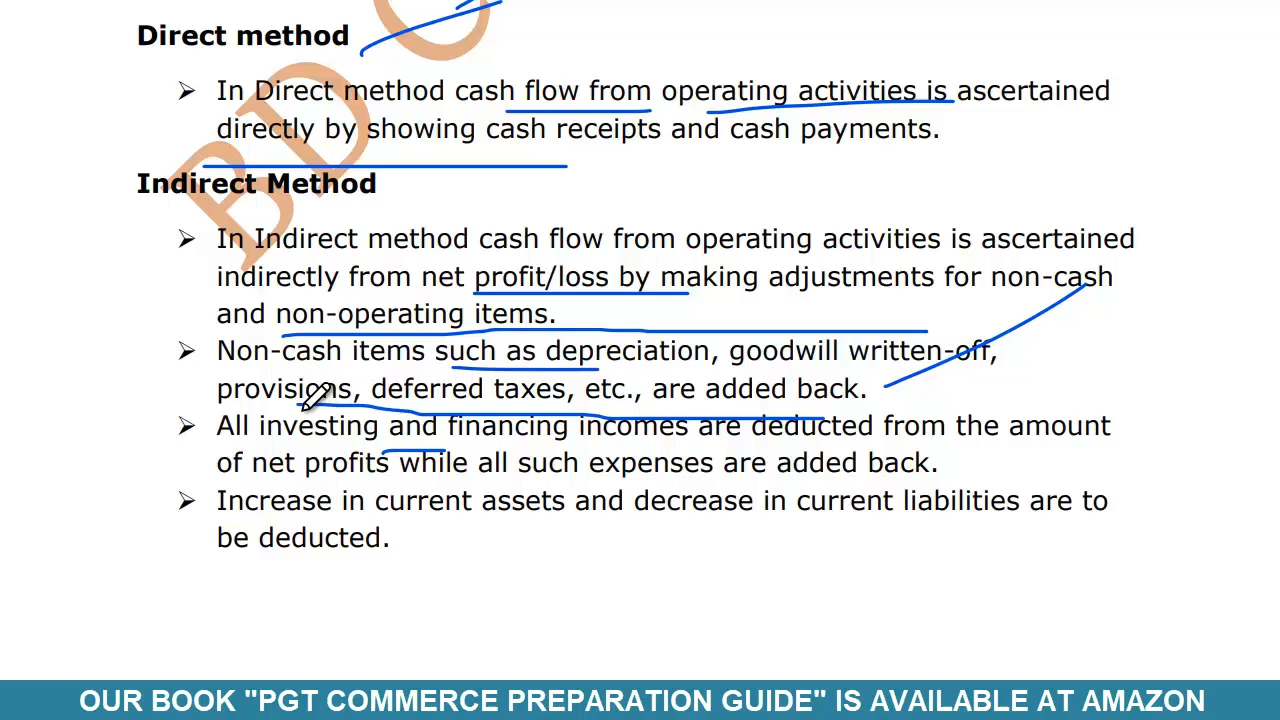 Direct method
➢ In Direct method cash flow from operating activities is ascertained
directly by showing cash receipts and cash payments.
Indirect Method
➢ In Indirect method cash flow from operating activities is ascertained
indirectly from net profit/loss by making adjustments for non-cash
and non-operating items.
➢ Non-cash items such as depreciation, goodwill written-off,
provisions, deferred taxes, etc., are added back.
➢ All investing and financing incomes are deducted from the amount
of net profits while all such expenses are added back.
➢ Increase in current assets and decrease in current liabilities are to
be deducted.
BD C
OUR BOOK "PGT COMMERCE PREPARATION GUIDE" IS AVAILABLE AT AMAZON